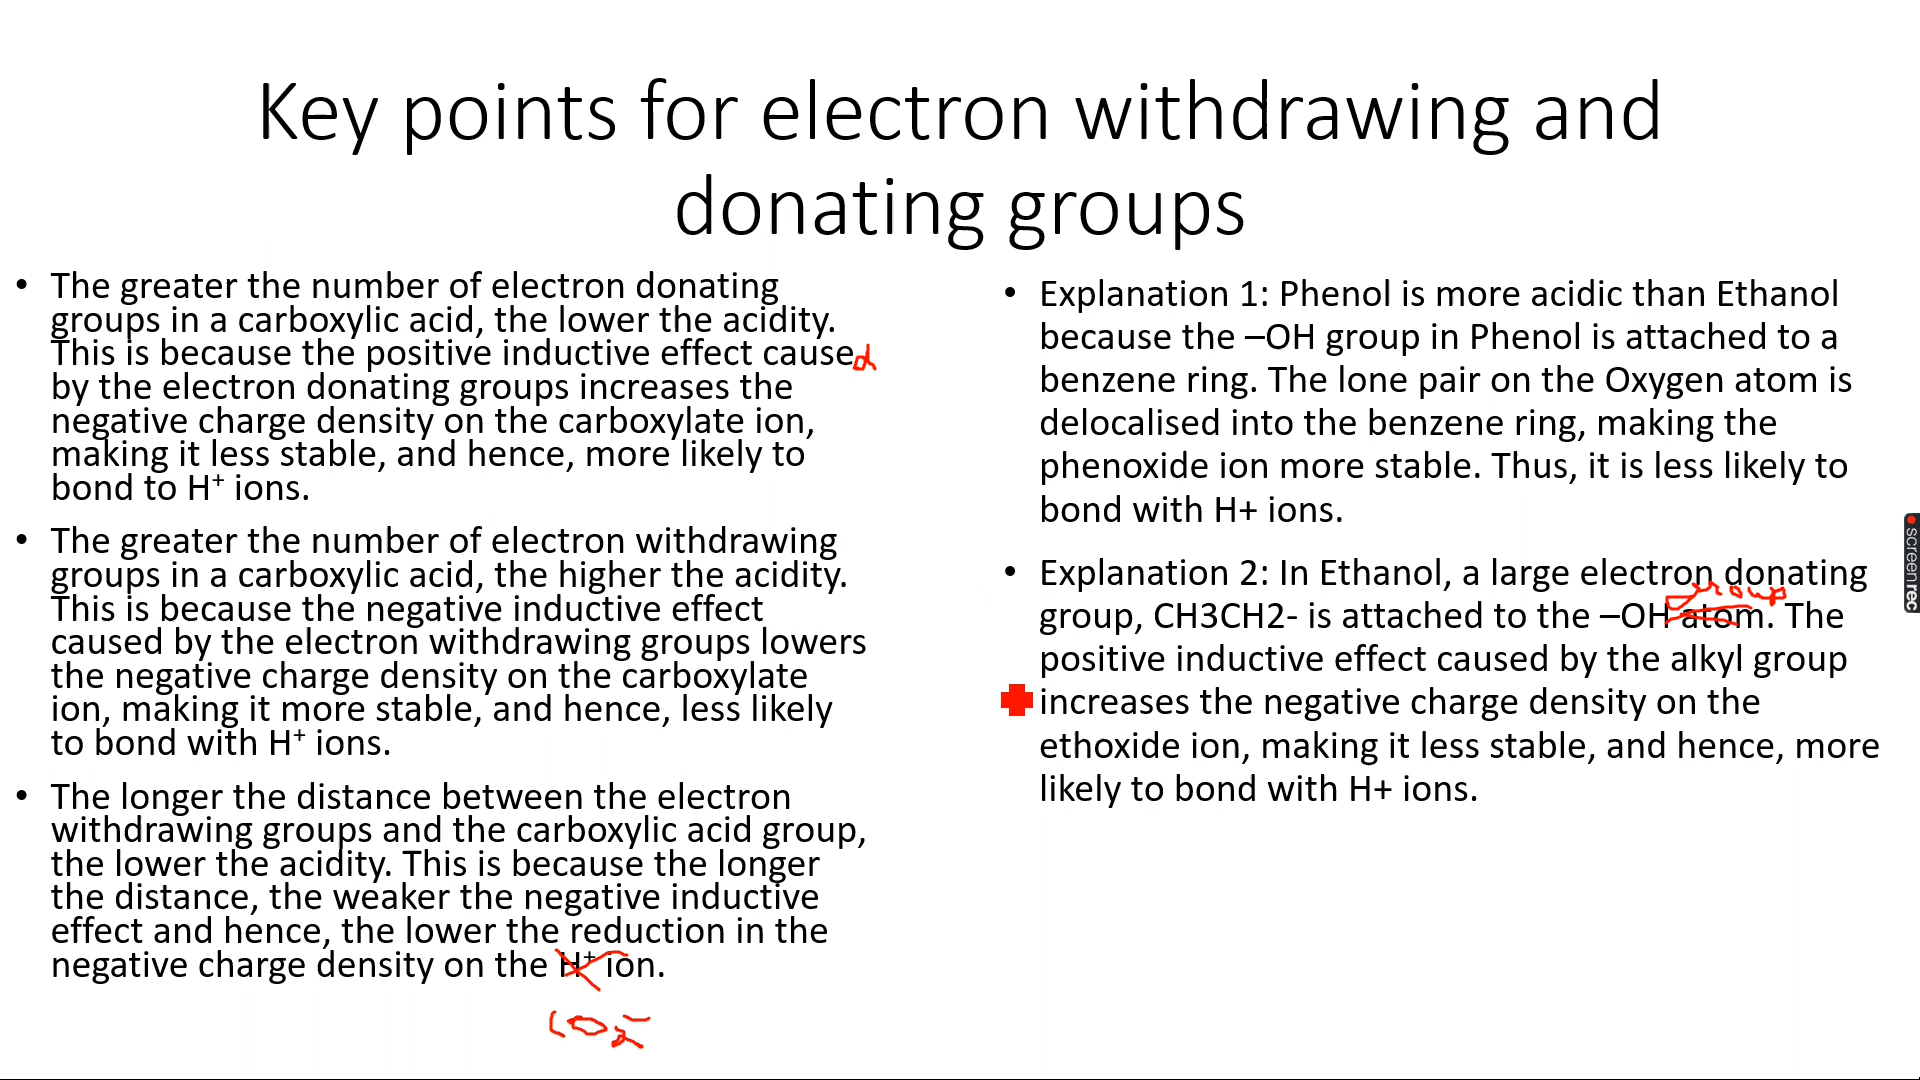 Key points for electron withdrawing and
donating groups
• The greater the number of electron donating
groups in a carboxylic acid, the lower the acidity.
This is because the positive inductive effect caused
by the electron donating groups increases the
negative charge density on the carboxylate ion,
making it less stable, and hence, more likely to
bond to H⁺ ions.
• The greater the number of electron withdrawing
groups in a carboxylic acid, the higher the acidity.
This is because the negative inductive effect
caused by the electron withdrawing groups lowers
the negative charge density on the carboxylate
ion, making it more stable, and hence, less likely
to bond with H⁺ ions.
• The longer the distance between the electron
withdrawing groups and the carboxylic acid group,
the lower the acidity. This is because the longer
the distance, the weaker the negative inductive
effect and hence, the lower the reduction in the
negative charge density on the H⁺ ion.
CO₂⁻
• Explanation 1: Phenol is more acidic than Ethanol
because the –OH group in Phenol is attached to a
benzene ring. The lone pair on the Oxygen atom is
delocalised into the benzene ring, making the
phenoxide ion more stable. Thus, it is less likely to
bond with H+ ions.
• Explanation 2: In Ethanol, a large electron donating
group
group, CH3CH2- is attached to the –OH atom. The
positive inductive effect caused by the alkyl group
increases the negative charge density on the
ethoxide ion, making it less stable, and hence, more
likely to bond with H+ ions.
screenrec